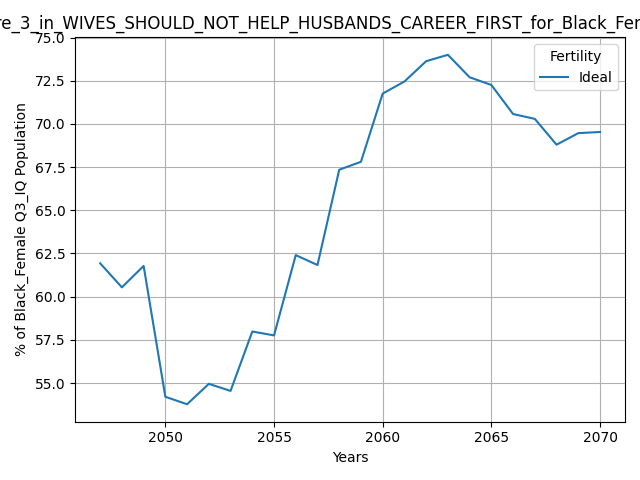 re_3_in_WIVES_SHOULD_NOT_HELP_HUSBANDS_CAREER_FIRST_for_Black_Fer
75.0
72.5
70.0
67.5
65.0
62.5
60.0
57.5
55.0
% of Black_Female Q3_IQ Population
Fertility
Ideal
2050 2055 2060 2065 2070
Years